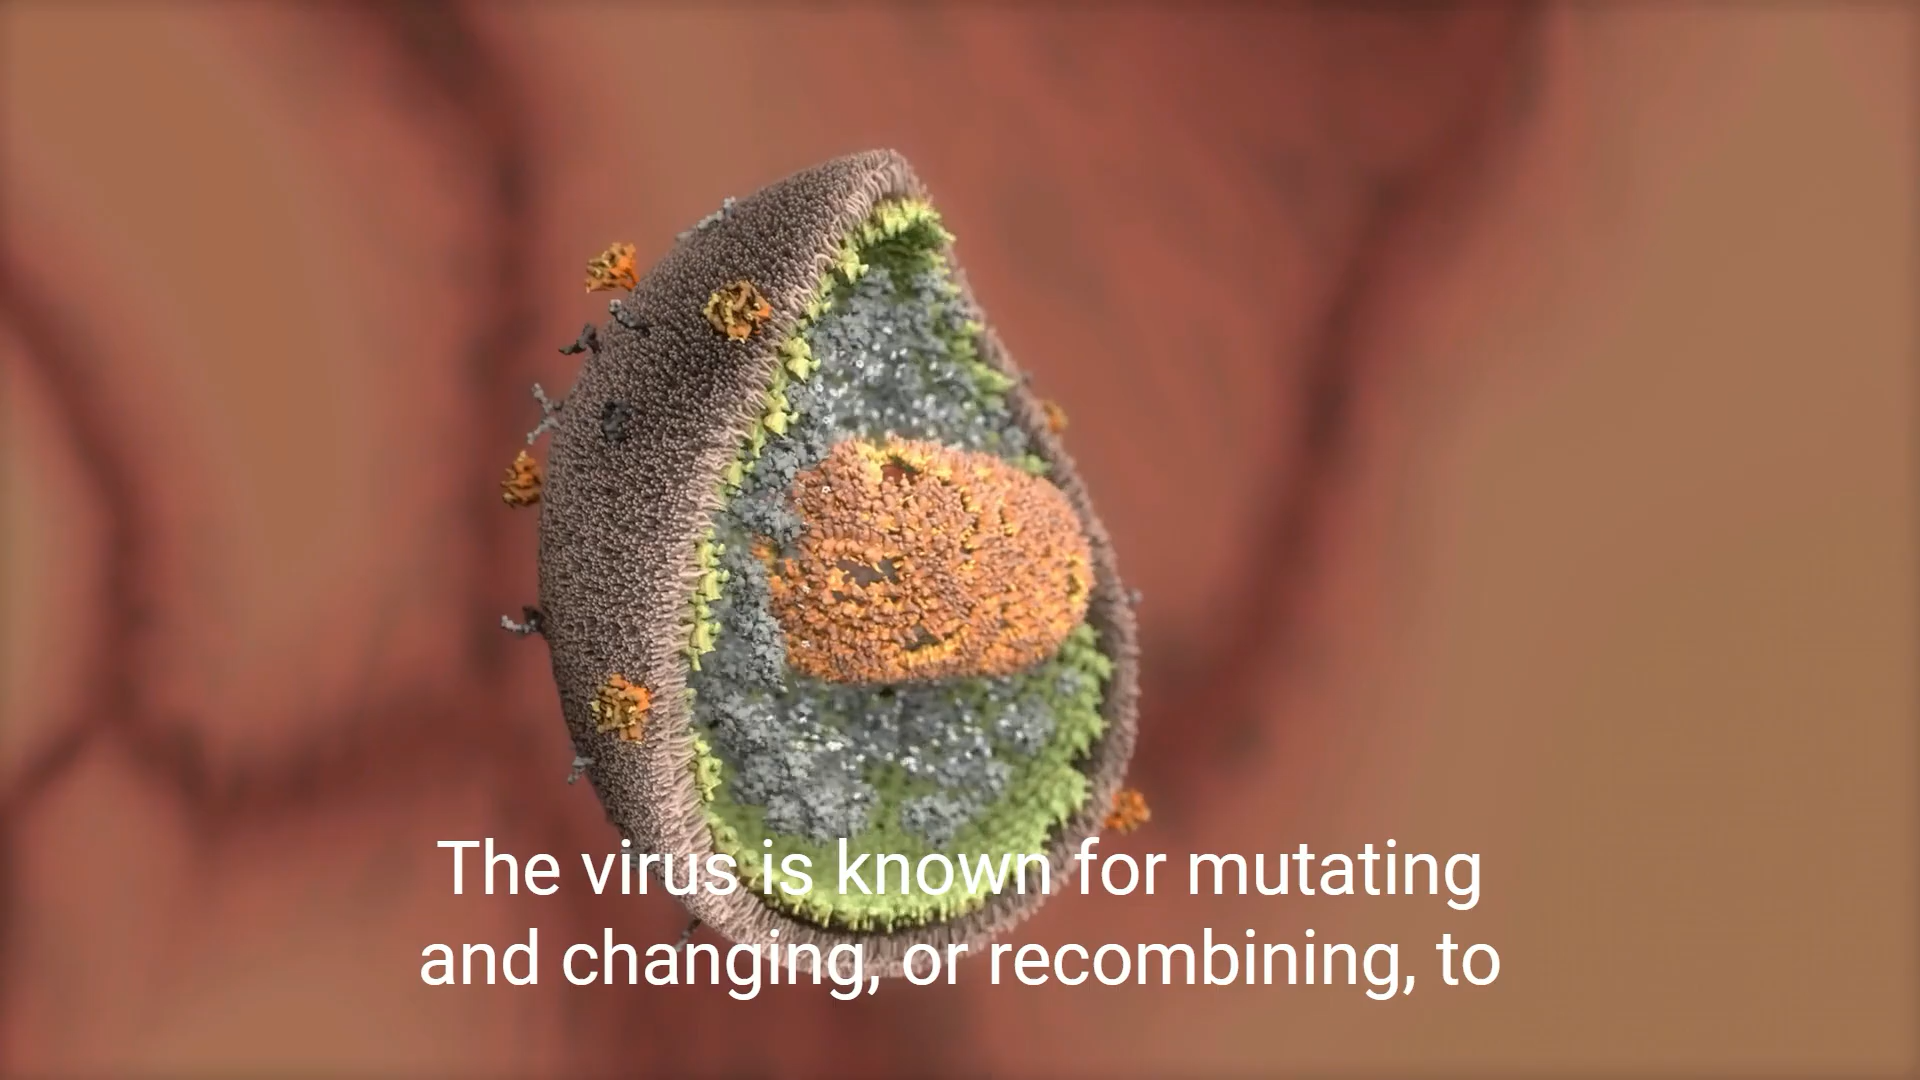 The virus is known for mutating
and changing, or recombining, to